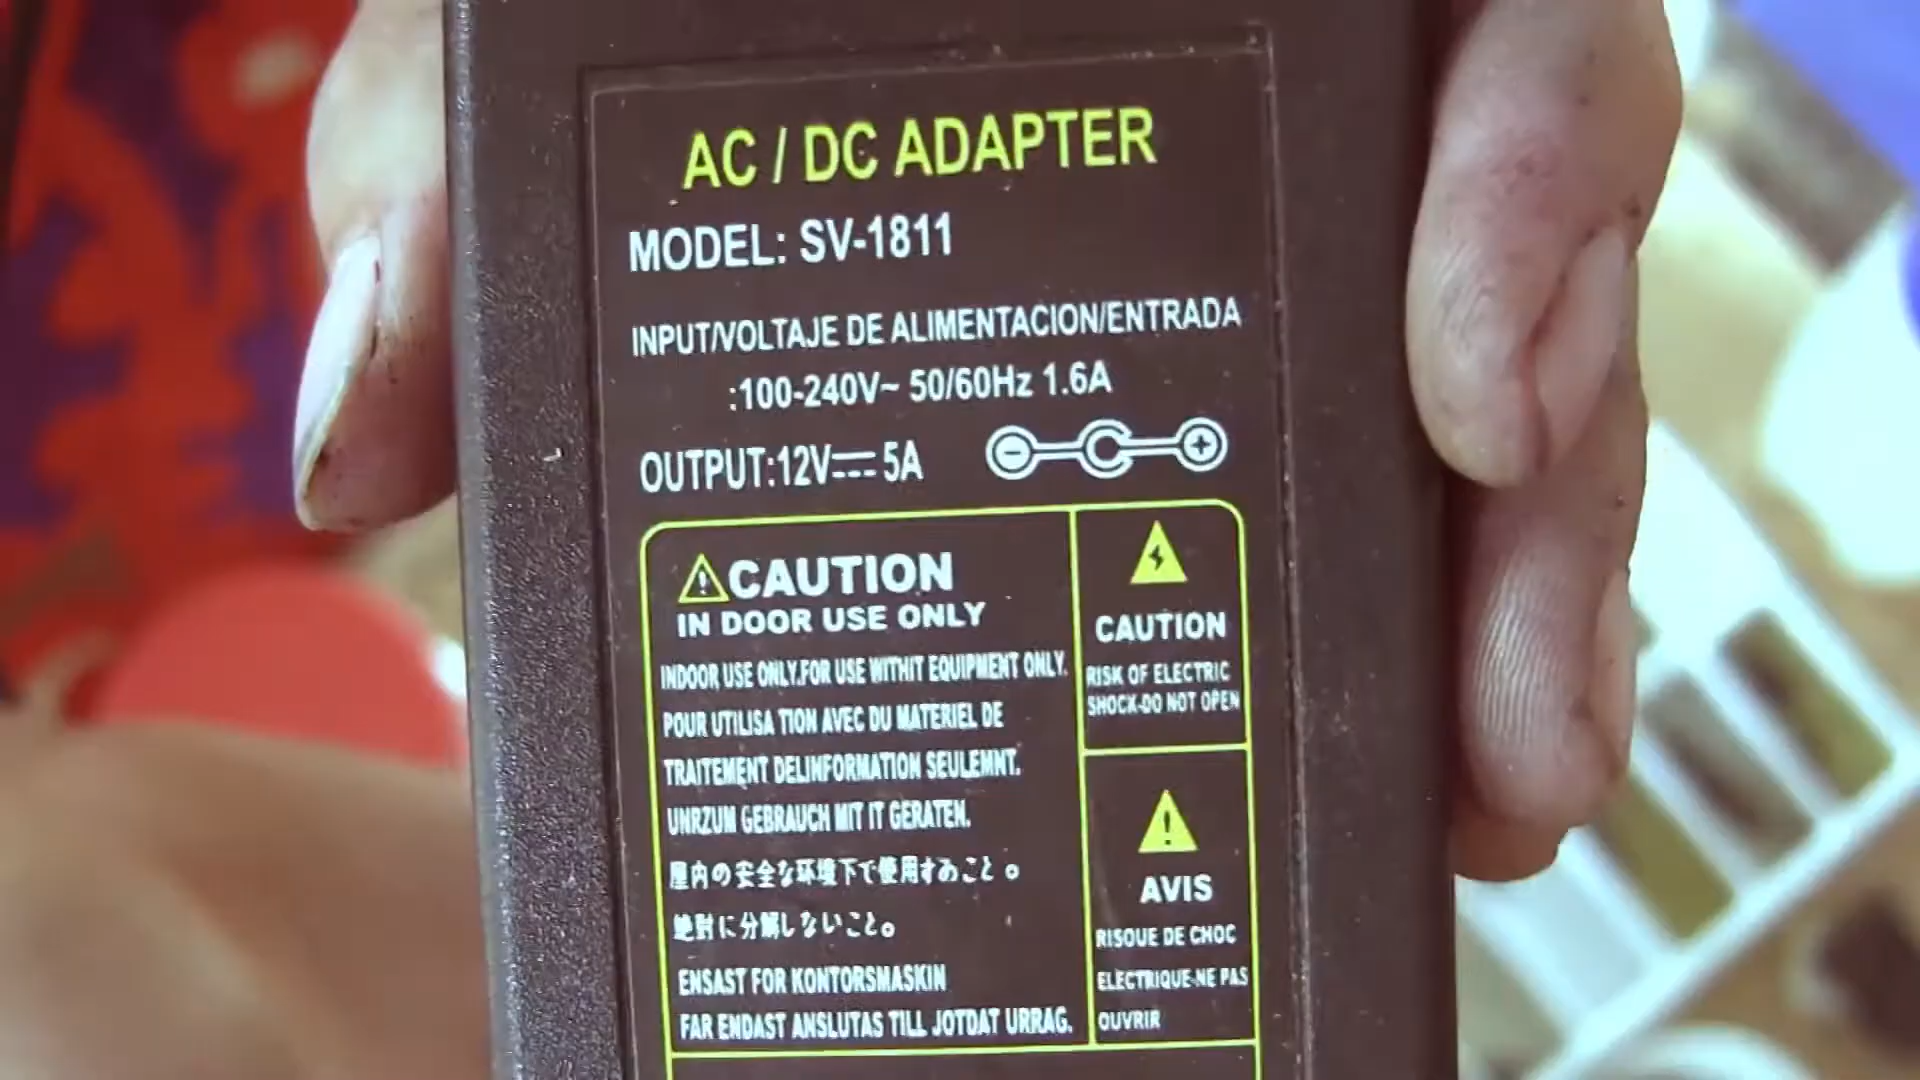 AC / DC ADAPTER
MODEL: SV-1811
INPUT/VOLTAJE DE ALIMENTACION/ENTRADA
:100-240V~ 50/60Hz 1.6A
OUTPUT:12V⎓5A
CAUTION
IN DOOR USE ONLY
INDOOR USE ONLY.FOR USE WITHIT EQUIPMENT ONLY.
POUR UTILISA TION AVEC DU MATERIEL DE
TRAITEMENT DELINFORMATION SEULEMNT.
UNRZUM GEBRAUCH MIT IT GERATEN.
屋内の安全な环境下で使用すみこと。
绝對に分解しないこと。
ENSAST FOR KONTORSMASKIN
FAR ENDAST ANSLUTAS TILL JOTDAT URRAG.
CAUTION
RISK OF ELECTRIC
SHOCK-DO NOT OPEN
AVIS
RISOUE DE CHOC
ELECTRIQUE-NE PAS
OUVRIR